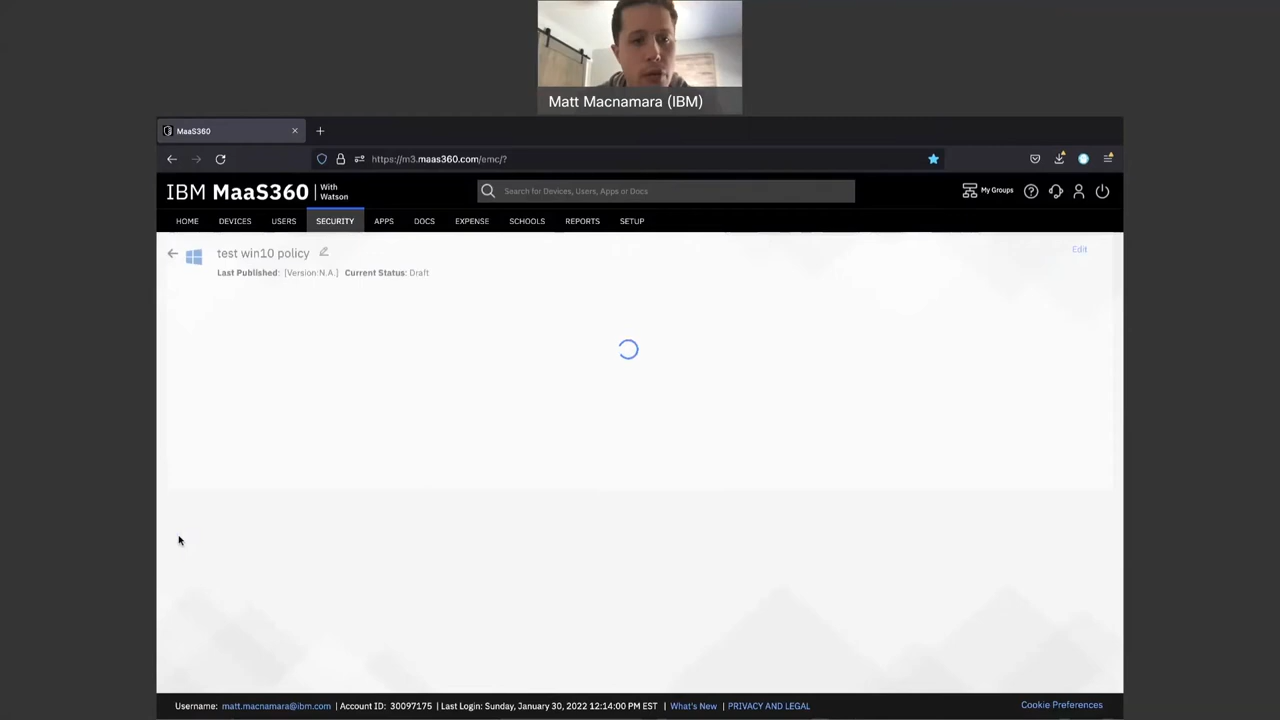 Matt Macnamara (IBM)
MaaS360
https://m3.maas360.com/emc/?
IBM MaaS360 | With Watson
Search for Devices, Users, Apps or Docs
My Groups
HOME DEVICES USERS SECURITY APPS DOCS EXPENSE SCHOOLS REPORTS SETUP
test win10 policy
Edit
Last Published: [Version:N.A.] Current Status: Draft
Username: matt.macnamara@ibm.com | Account ID: 30097175 | Last Login: Sunday, January 30, 2022 12:14:00 PM EST | What's New | PRIVACY AND LEGAL
Cookie Preferences